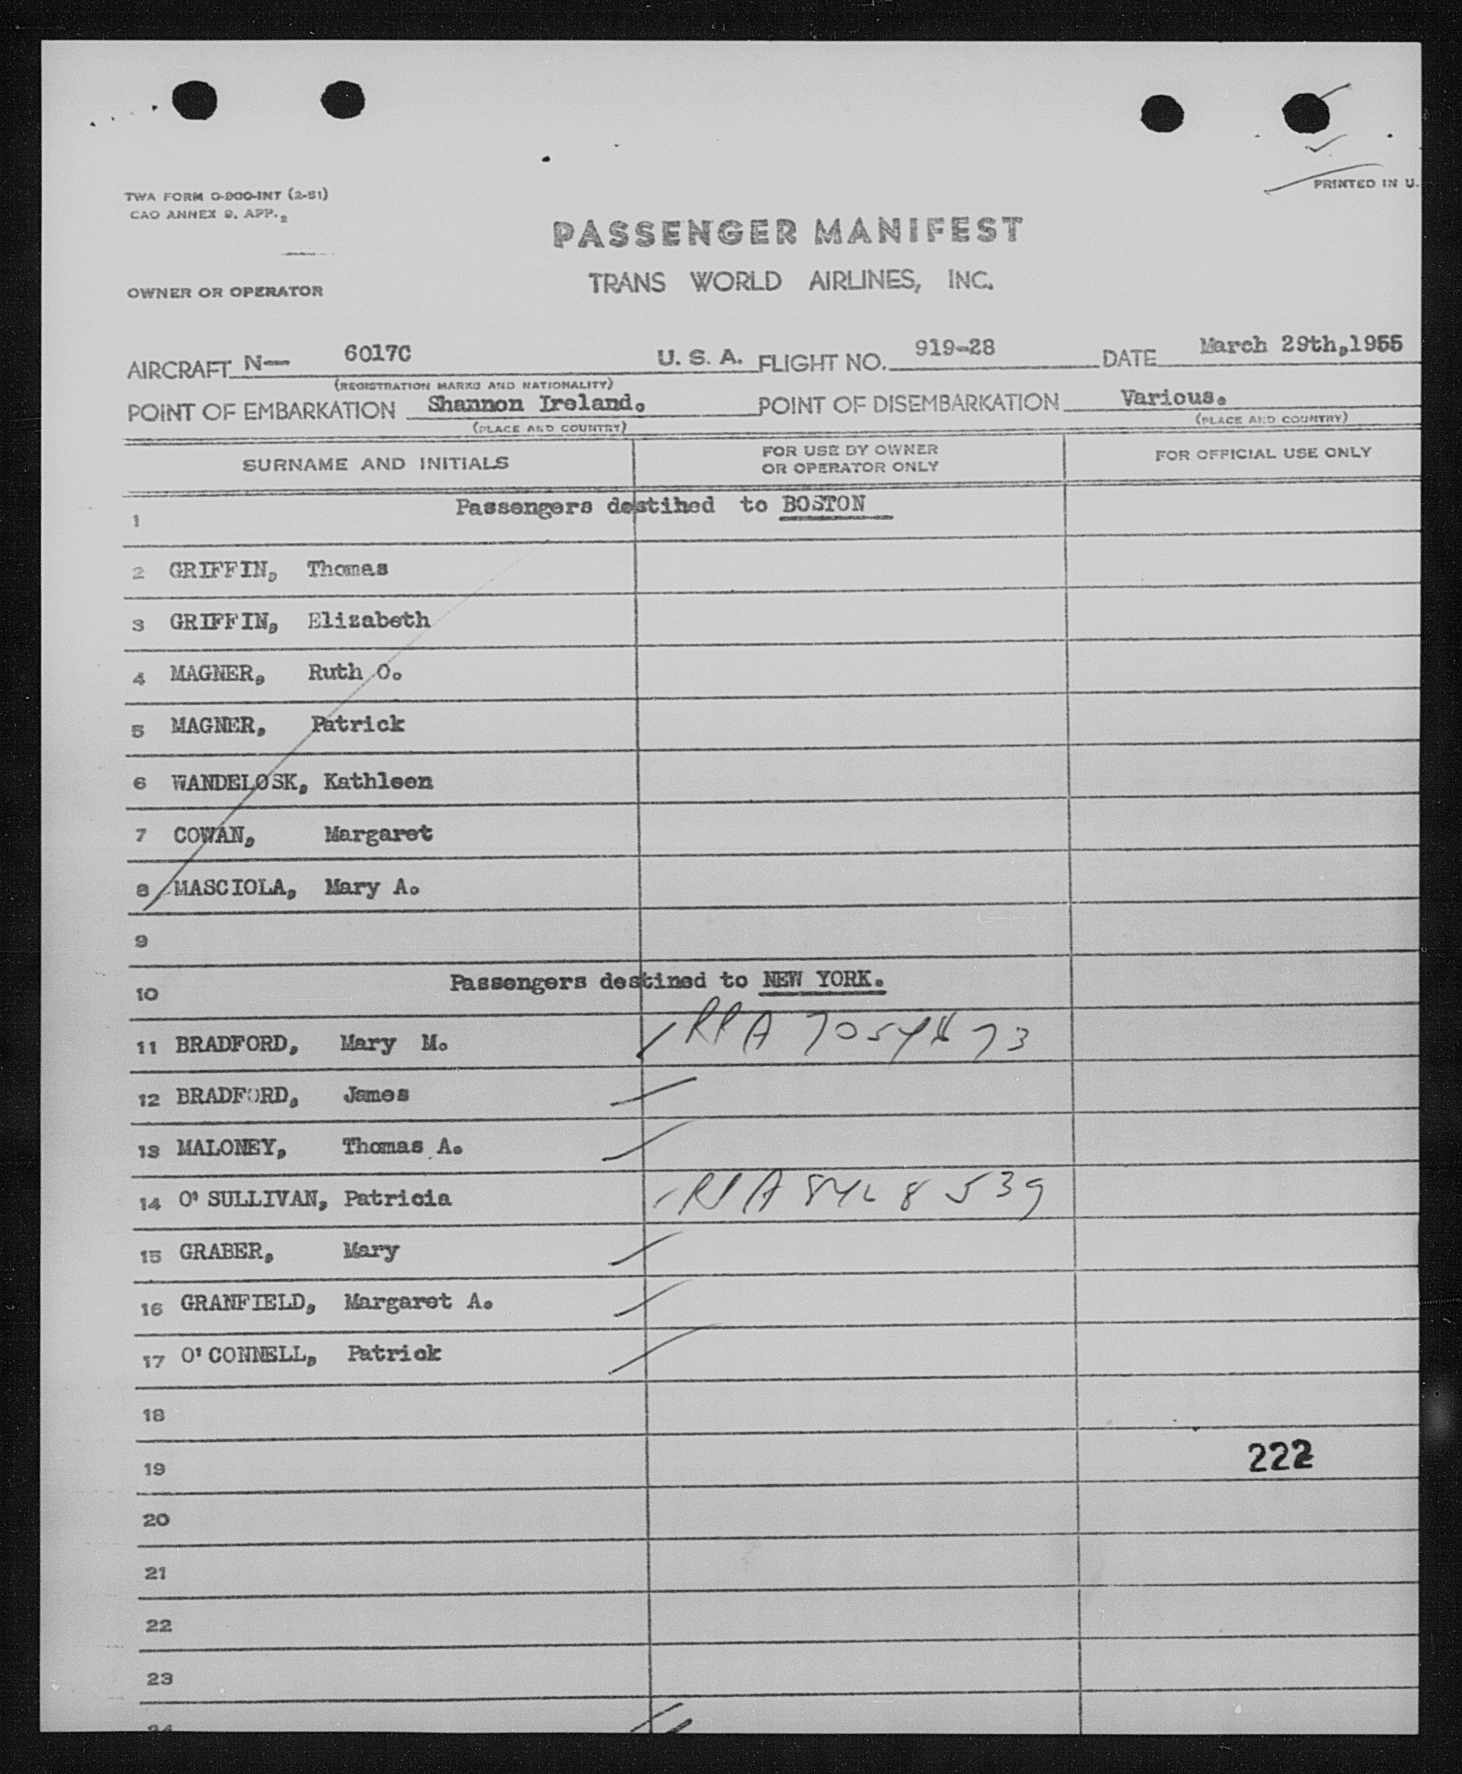 TWA FORM O-900-INT (2-51)
CAO ANNEX 9, APP. 2
PRINTED IN U.
PASSENGER MANIFEST
TRANS WORLD AIRLINES, INC.
OWNER OR OPERATOR
AIRCRAFT N— 6017C U. S. A. FLIGHT NO. 919-28 DATE March 29th,1955
(REGISTRATION MARKS AND NATIONALITY)
POINT OF EMBARKATION Shannon Ireland. POINT OF DISEMBARKATION Various.
(PLACE AND COUNTRY) (PLACE AND COUNTRY)
SURNAME AND INITIALS FOR USE BY OWNER OR OPERATOR ONLY FOR OFFICIAL USE ONLY
1 Passengers destined to BOSTON
2 GRIFFIN, Thomas
3 GRIFFIN, Elizabeth
4 MAGNER, Ruth O.
5 MAGNER, Patrick
6 WANDELOSK, Kathleen
7 COWAN, Margaret
8 MASCIOLA, Mary A.
9
10 Passengers destined to NEW YORK.
11 BRADFORD, Mary M. RPA
12 BRADFORD, James
13 MALONEY, Thomas A.
14 O'SULLIVAN, Patricia RPA
15 GRABER, Mary
16 GRANFIELD, Margaret A.
17 O'CONNELL, Patrick
18
19 222
20
21
22
23
24